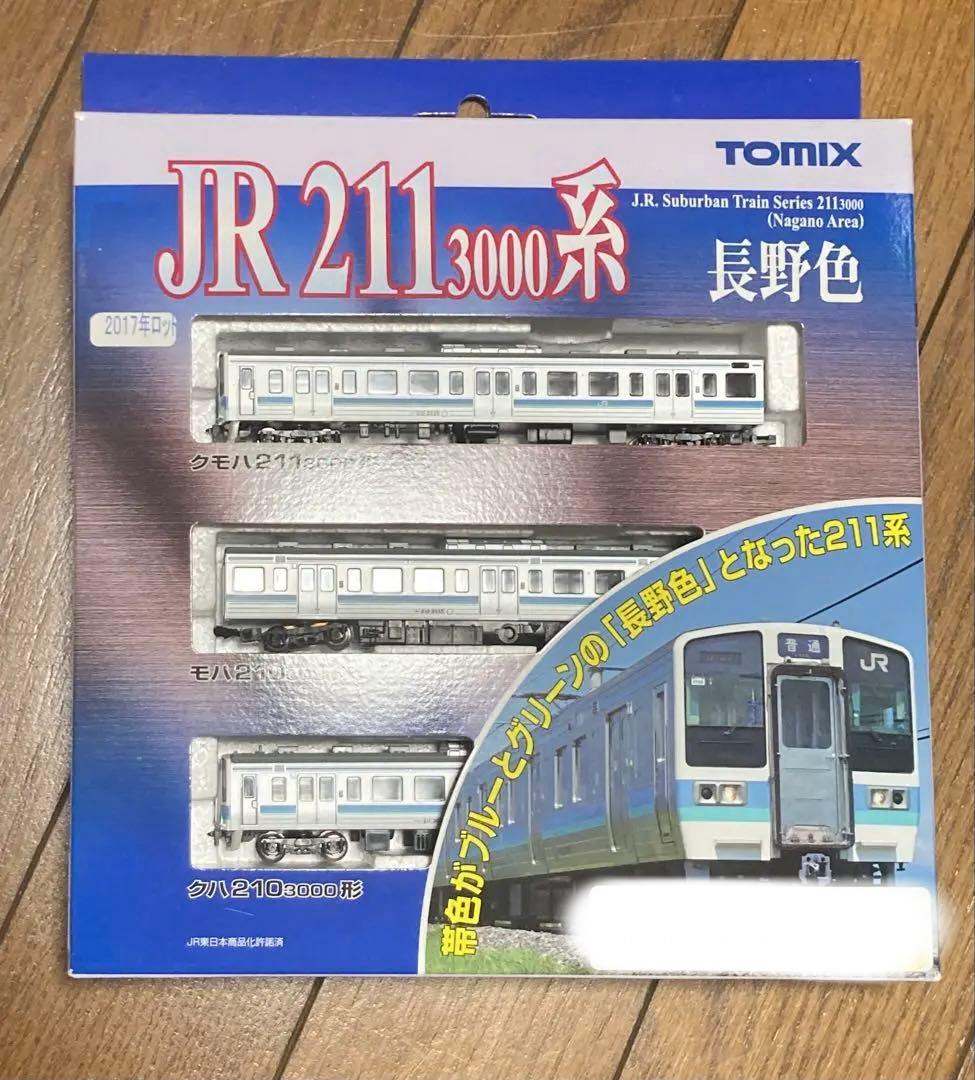 TOMIX
JR 211 3000系
J.R. Suburban Train Series 2113000
(Nagano Area)
長野色
2017年ロット
クモハ211
モハ210
クハ2103000形
帯色がブルーとグリーンの「長野色」となった211系
普通
JR
JR東日本商品化許諾済